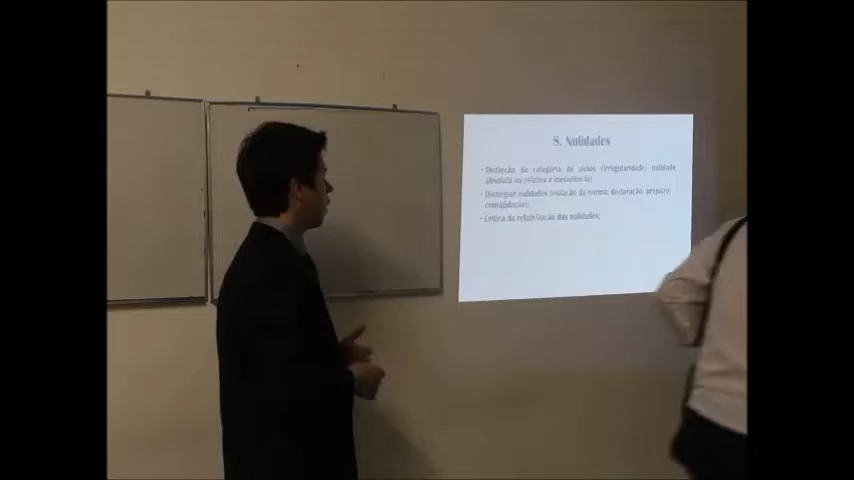 5. Nulidades
• Distinção da categoria de vícios (irregularidade, nulidade
absoluta ou relativa e inexistência)
• Distinguir nulidades (violação da norma; declaração; prejuízo;
convalidação);
• Crítica da relativização das nulidades;